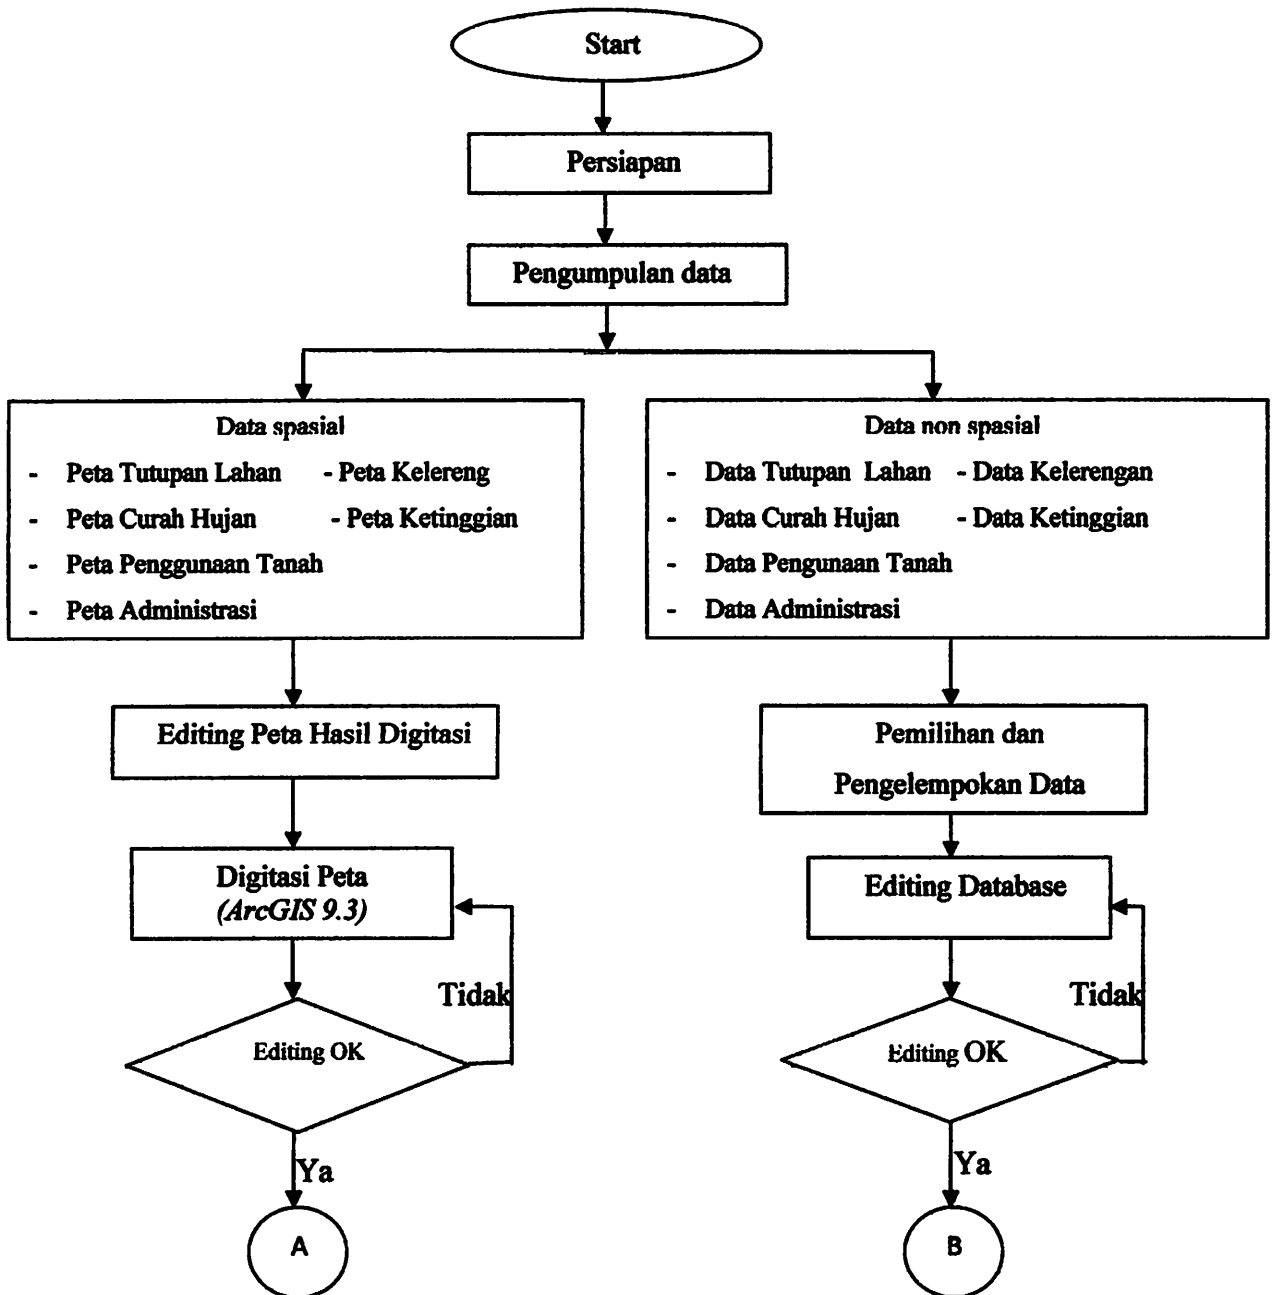 Start
Persiapan
Pengumpulan data
Data spasial
- Peta Tutupan Lahan - Peta Kelereng
- Peta Curah Hujan - Peta Ketinggian
- Peta Penggunaan Tanah
- Peta Administrasi
Data non spasial
- Data Tutupan Lahan - Data Kelerengan
- Data Curah Hujan - Data Ketinggian
- Data Pengunaan Tanah
- Data Administrasi
Editing Peta Hasil Digitasi
Pemilihan dan
Pengelempokan Data
Digitasi Peta
(ArcGIS 9.3)
Editing Database
Tidak
Tidak
Editing OK
Editing OK
Ya
Ya
A
B